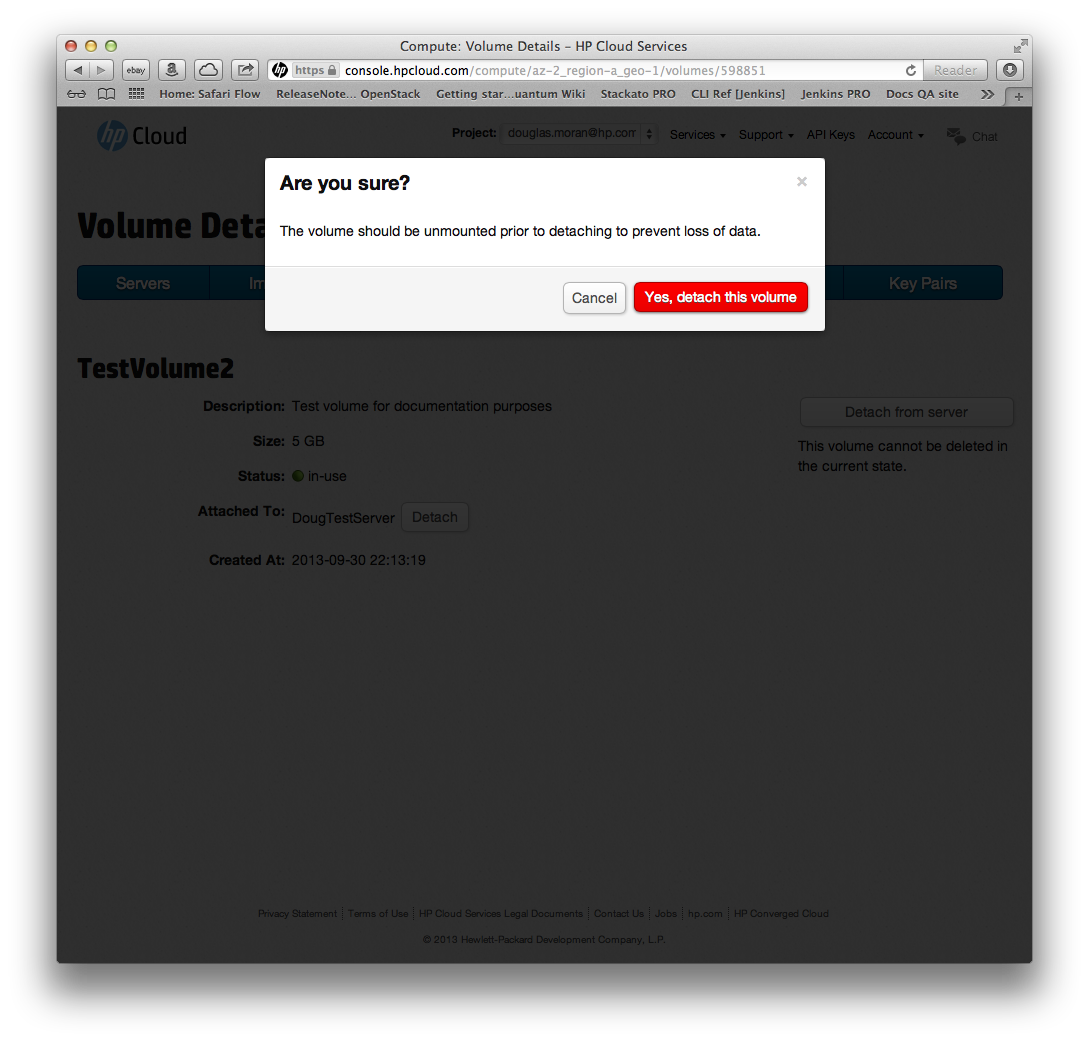 Compute: Volume Details – HP Cloud Services
ebay a hp https console.hpcloud.com/compute/az-2_region-a_geo-1/volumes/598851 Reader
Home: Safari Flow ReleaseNote... OpenStack Getting star...uantum Wiki Stackato PRO CLI Ref [Jenkins] Jenkins PRO Docs QA site
hp Cloud Project: douglas.moran@hp.com Services Support API Keys Account Chat
Are you sure? ×
Volume Deta
The volume should be unmounted prior to detaching to prevent loss of data.
Servers Im Key Pairs
Cancel Yes, detach this volume
TestVolume2
Description: Test volume for documentation purposes
Detach from server
Size: 5 GB
This volume cannot be deleted in
the current state.
Status: in-use
Attached To: DougTestServer Detach
Created At: 2013-09-30 22:13:19
Privacy Statement | Terms of Use | HP Cloud Services Legal Documents | Contact Us | Jobs | hp.com | HP Converged Cloud
© 2013 Hewlett-Packard Development Company, L.P.